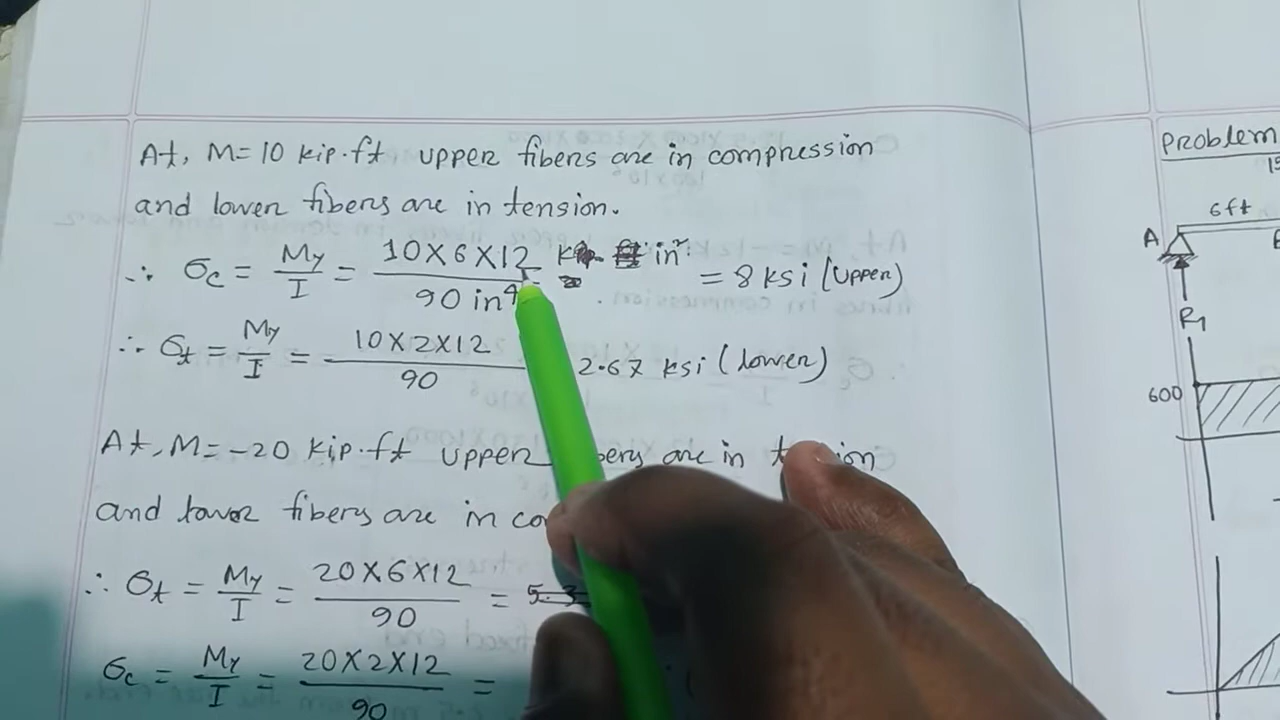 At, M=10 kip.ft upper fibers are in compression
and lower fibers are in tension.
∴ σc = My/I = 10×6×12 / 90 in⁴ in². = 8 ksi (Upper)
∴ σt = My/I = 10×2×12 / 90 2.67 ksi (lower)
At, M=-20 kip.ft upper are in
and lower fibers are in
∴ σt = My/I = 20×6×12 / 90 =
σc = My/I = 20×2×12 / 90 =
Problem
6ft
A
R1
600